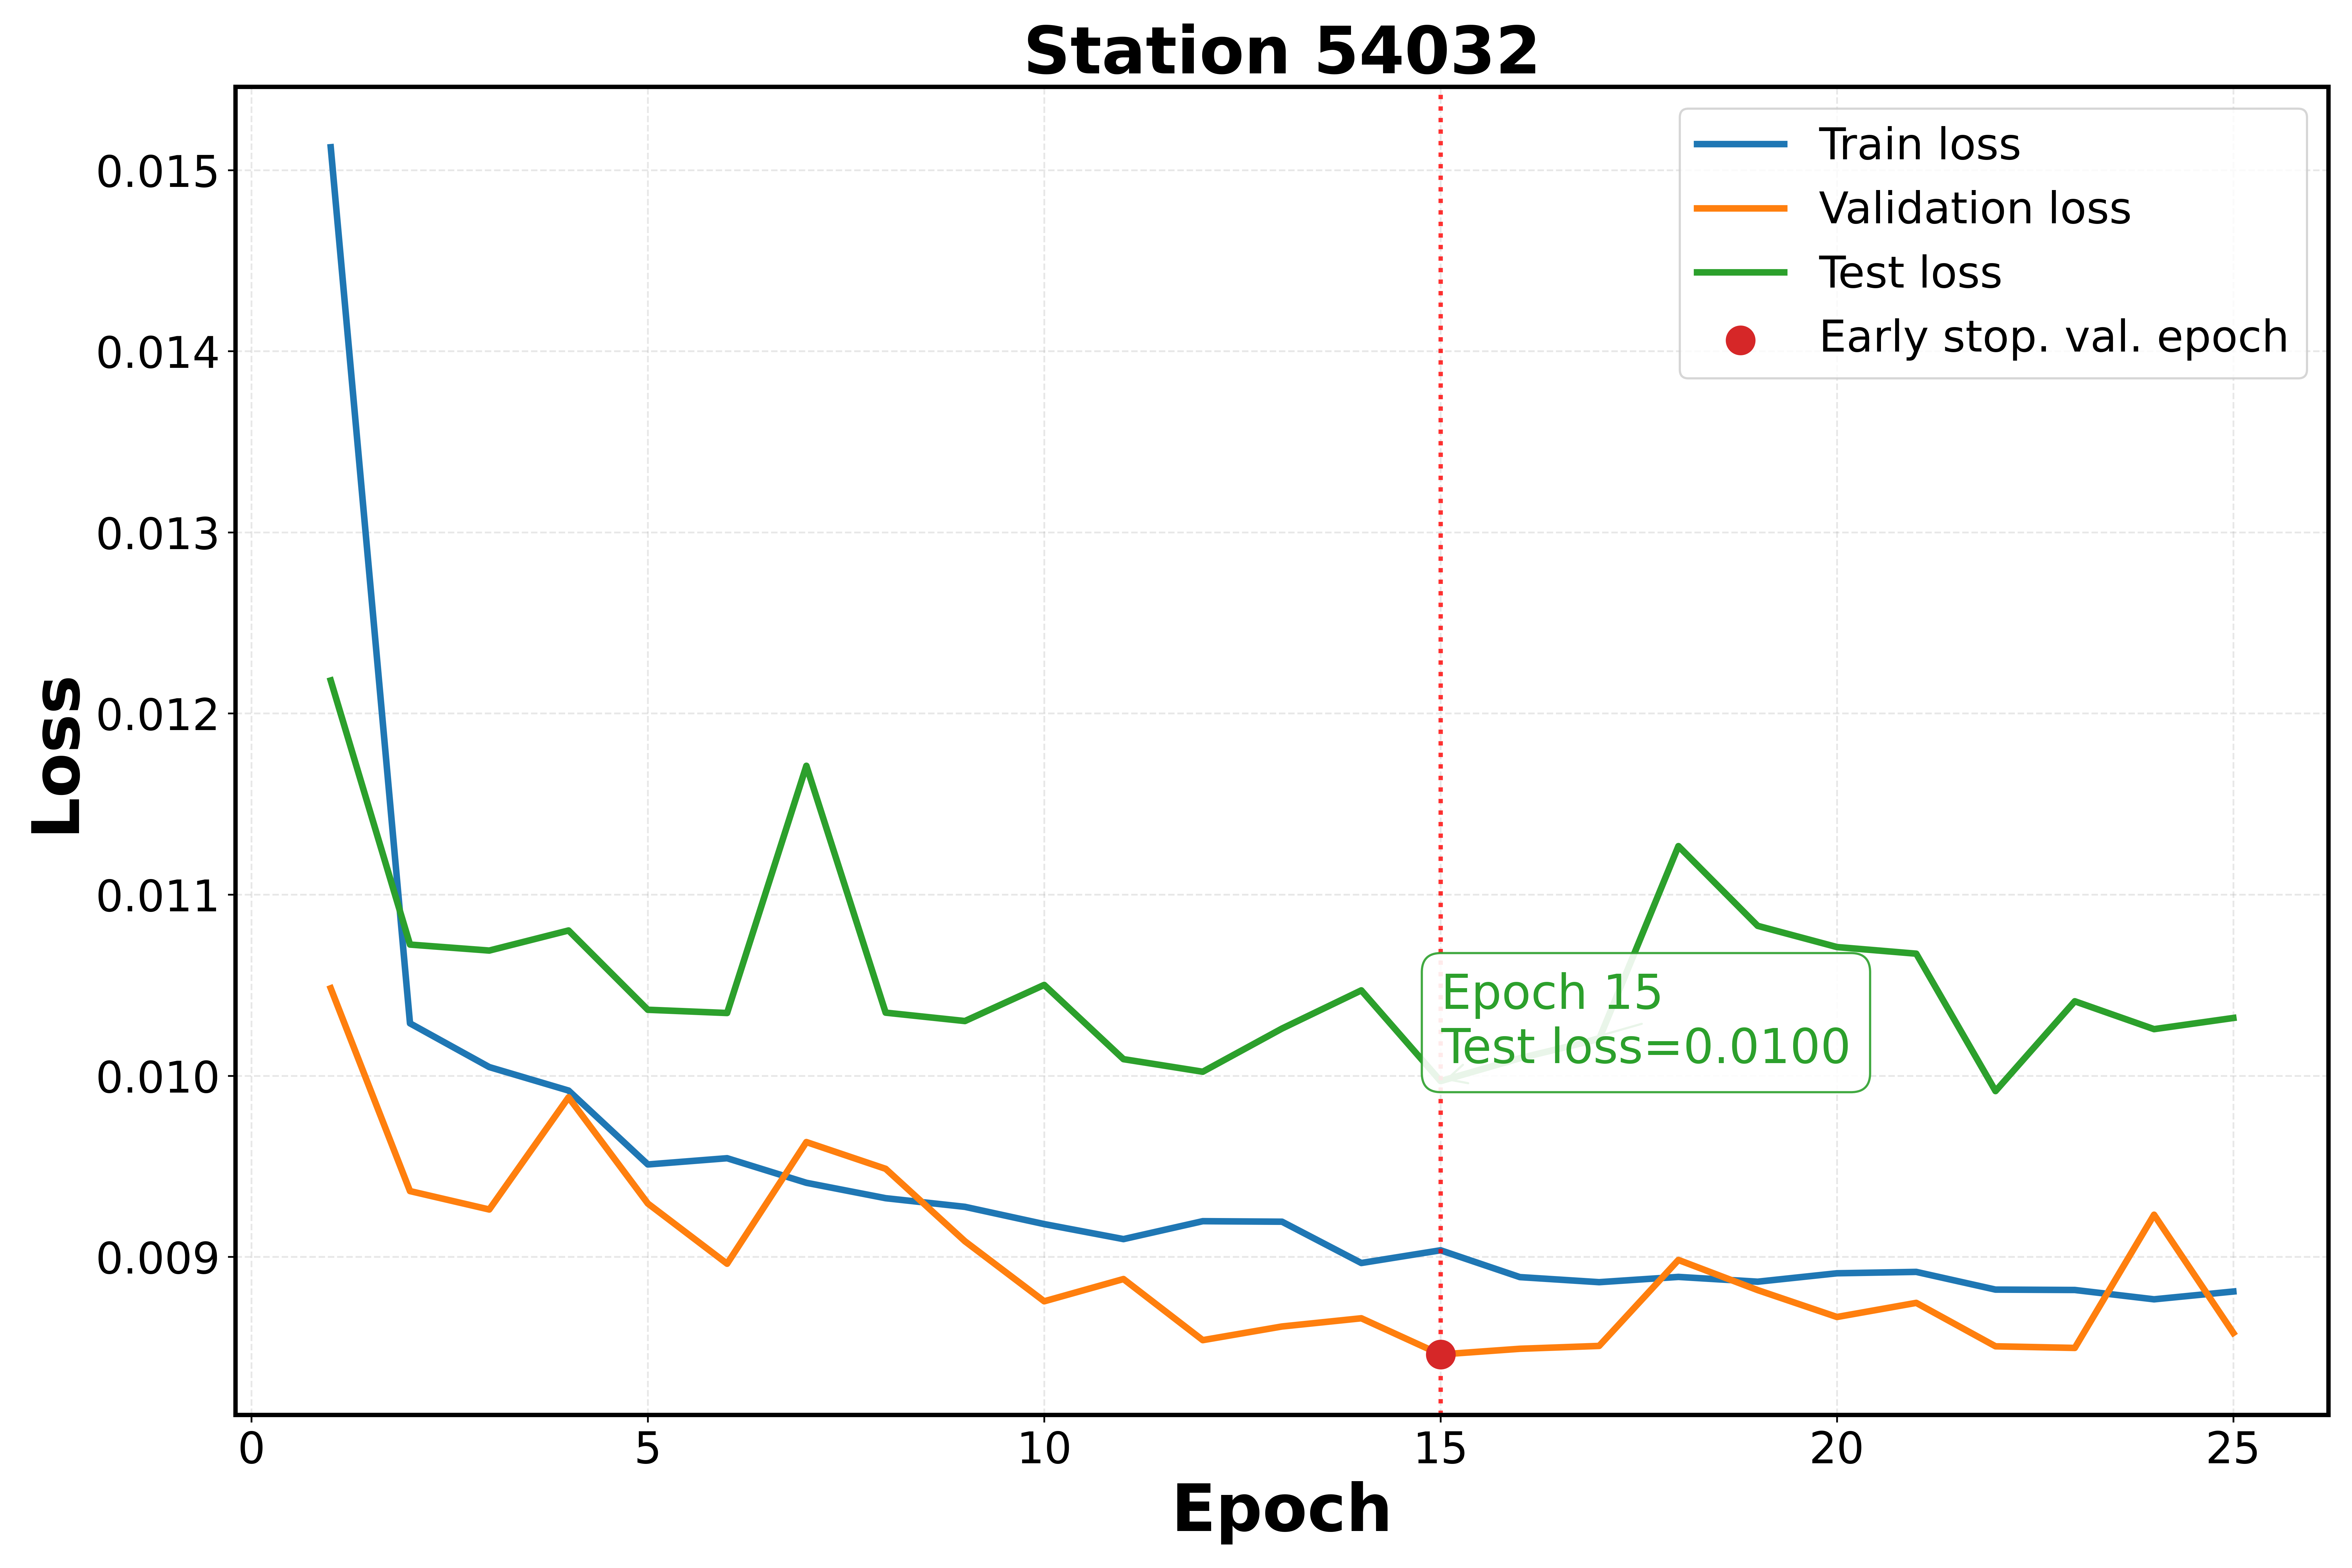 Station 54032
Train loss
Validation loss
Test loss
Early stop. val. epoch
0.015
0.014
0.013
0.012
0.011
0.010
0.009
Loss
Epoch 15
Test loss=0.0100
0
5
10
15
20
25
Epoch